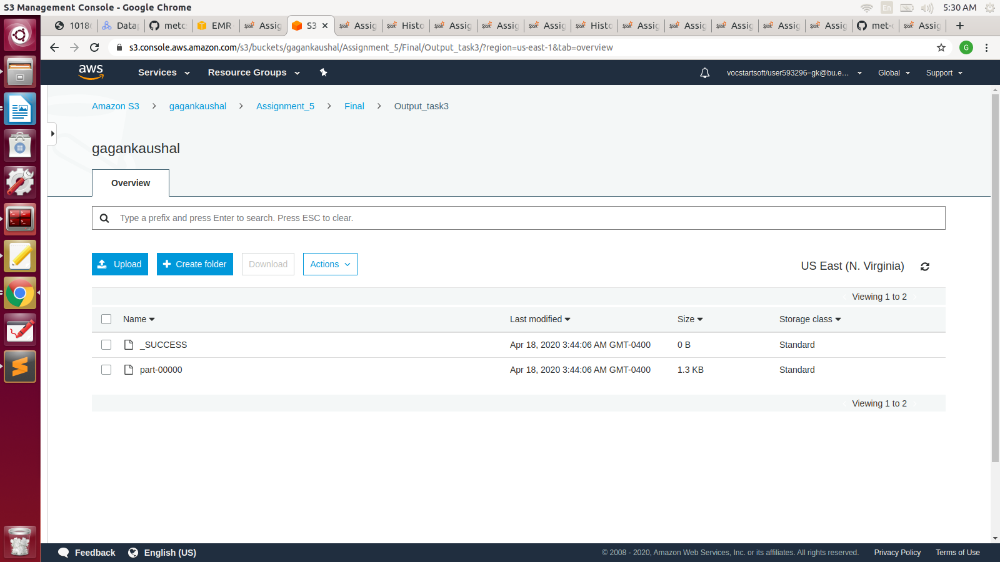 S3 Management Console - Google Chrome
En
5:30 AM
1018
Data
metc
EMR
Assig
S3
Assig
Histo
Assig
Assig
Assig
Histo
Assig
Assig
Assig
Assig
Assig
met-
Assig
s3.console.aws.amazon.com/s3/buckets/gagankaushal/Assignment_5/Final/Output_task3/?region=us-east-1&tab=overview
G
aws
Services
Resource Groups
vocstartsoft/user593296=gk@bu.e...
Global
Support
Amazon S3
gagankaushal
Assignment_5
Final
Output_task3
gagankaushal
Overview
Type a prefix and press Enter to search. Press ESC to clear.
Upload
Create folder
Download
Actions
US East (N. Virginia)
Viewing 1 to 2
Name
Last modified
Size
Storage class
_SUCCESS
Apr 18, 2020 3:44:06 AM GMT-0400
0 B
Standard
part-00000
Apr 18, 2020 3:44:06 AM GMT-0400
1.3 KB
Standard
Viewing 1 to 2
Feedback
English (US)
© 2008 - 2020, Amazon Web Services, Inc. or its affiliates. All rights reserved.
Privacy Policy
Terms of Use